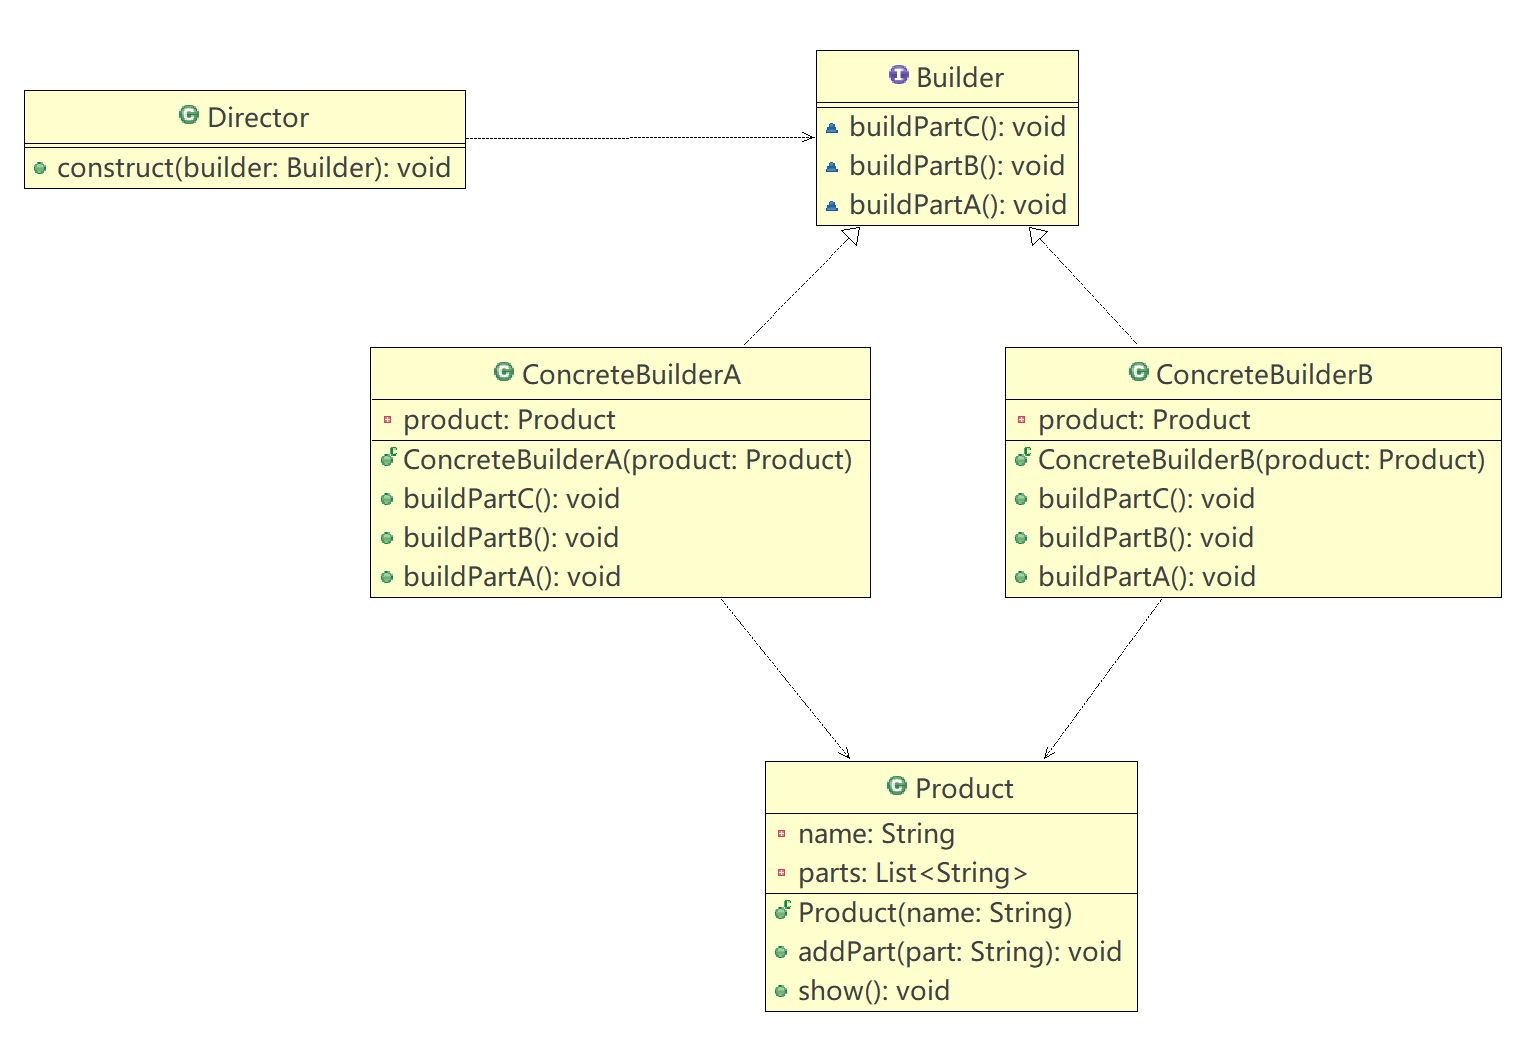 Director
construct(builder: Builder): void
Builder
buildPartC(): void
buildPartB(): void
buildPartA(): void
ConcreteBuilderA
product: Product
ConcreteBuilderA(product: Product)
buildPartC(): void
buildPartB(): void
buildPartA(): void
ConcreteBuilderB
product: Product
ConcreteBuilderB(product: Product)
buildPartC(): void
buildPartB(): void
buildPartA(): void
Product
name: String
parts: List<String>
Product(name: String)
addPart(part: String): void
show(): void